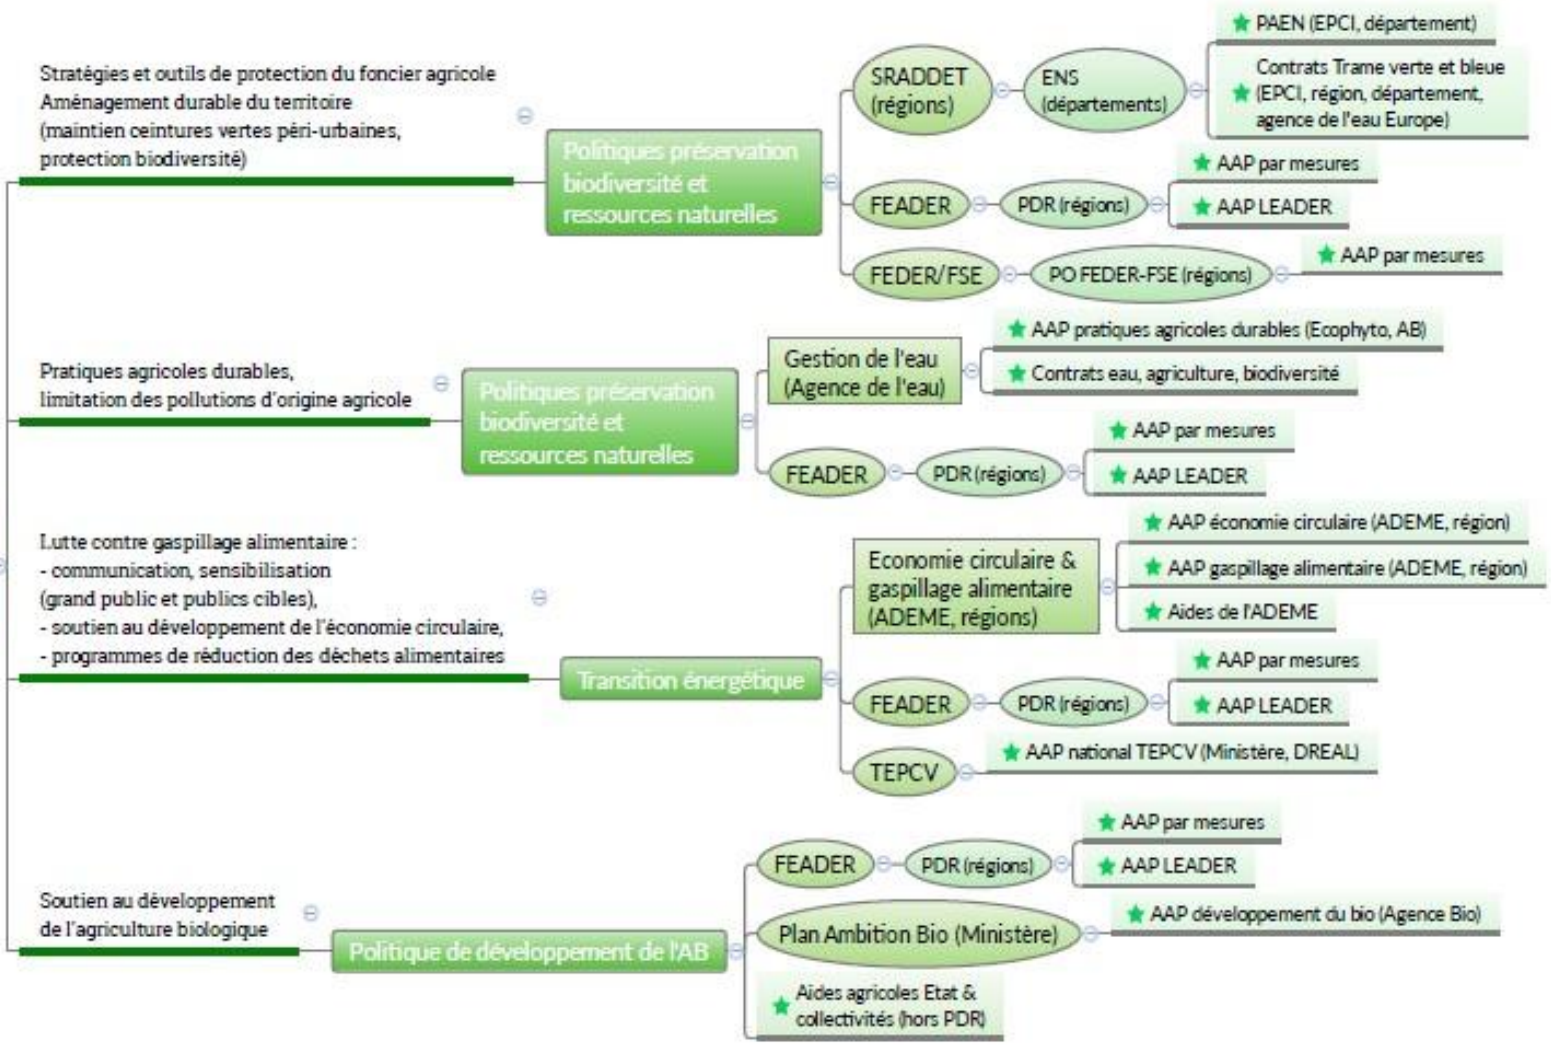 Stratégies et outils de protection du foncier agricole
Aménagement durable du territoire
(maintien ceintures vertes péri-urbaines,
protection biodiversité)
Politiques préservation
biodiversité et
ressources naturelles
SRADDET
(régions)
ENS
(départements)
PAEN (EPCI, département)
Contrats Trame verte et bleue
(EPCI, région, département,
agence de l'eau Europe)
FEADER
PDR (régions)
AAP par mesures
AAP LEADER
FEDER/FSE
PO FEDER-FSE (régions)
AAP par mesures
Pratiques agricoles durables,
limitation des pollutions d'origine agricole
Politiques préservation
biodiversité et
ressources naturelles
Gestion de l'eau
(Agence de l'eau)
AAP pratiques agricoles durables (Ecophyto, AB)
Contrats eau, agriculture, biodiversité
FEADER
PDR (régions)
AAP par mesures
AAP LEADER
Lutte contre gaspillage alimentaire :
- communication, sensibilisation
(grand public et publics cibles),
- soutien au développement de l'économie circulaire,
- programmes de réduction des déchets alimentaires
Transition énergétique
Economie circulaire &
gaspillage alimentaire
(ADEME, régions)
AAP économie circulaire (ADEME, région)
AAP gaspillage alimentaire (ADEME, région)
Aides de l'ADEME
FEADER
PDR (régions)
AAP par mesures
AAP LEADER
TEPCV
AAP national TEPCV (Ministère, DREAL)
Soutien au développement
de l'agriculture biologique
Politique de développement de l'AB
FEADER
PDR (régions)
AAP par mesures
AAP LEADER
Plan Ambition Bio (Ministère)
AAP développement du bio (Agence Bio)
Aides agricoles Etat &
collectivités (hors PDR)